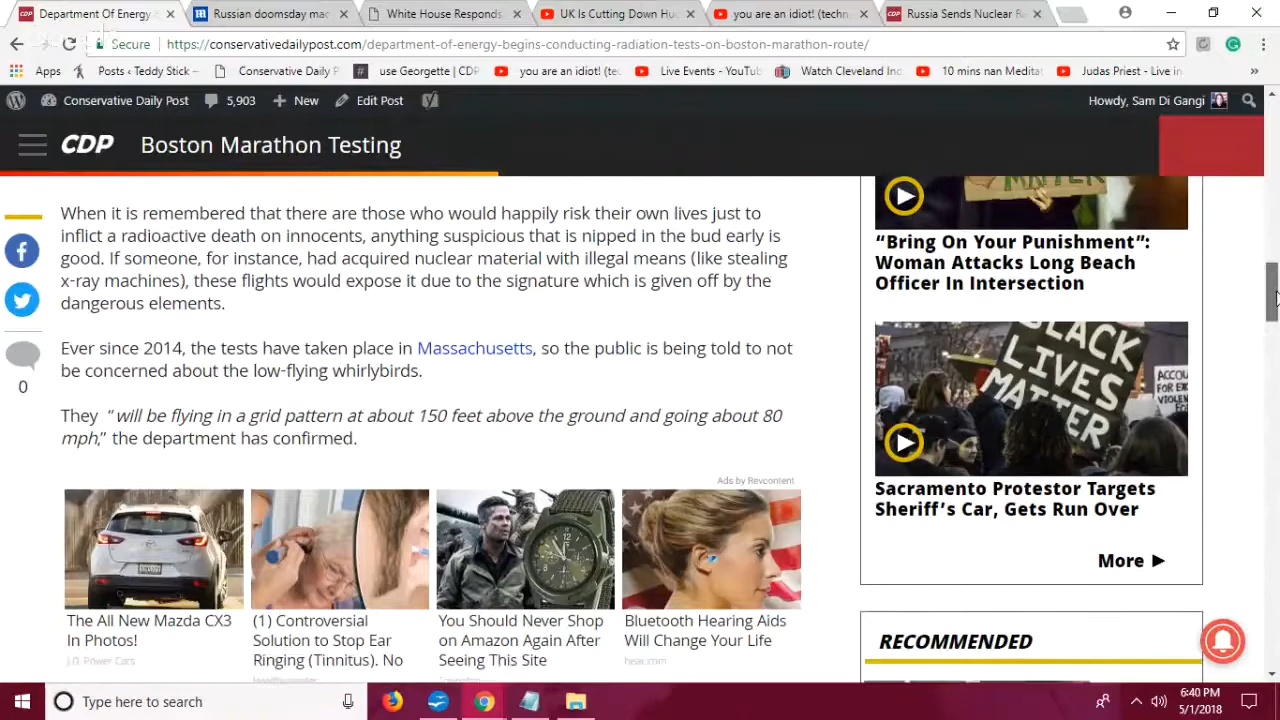 Department Of Energy
Russian doomsday mac
White House Responds.
UK Is Cutting Down Hu
you are an idiot! (techn
Russia Sends Nuclear R
Secure
https://conservativedailypost.com/department-of-energy-begins-conducting-radiation-tests-on-boston-marathon-route/
Apps
Posts ‹ Teddy Stick —
Conservative Daily P
use Georgette | CDP
you are an idiot! (tec
Live Events - YouTub
Watch Cleveland Ind
10 mins nan Meditat
Judas Priest - Live in
»
Conservative Daily Post
5,903
New
Edit Post
Howdy, Sam Di Gangi
CDP
Boston Marathon Testing
When it is remembered that there are those who would happily risk their own lives just to
inflict a radioactive death on innocents, anything suspicious that is nipped in the bud early is
good. If someone, for instance, had acquired nuclear material with illegal means (like stealing
x-ray machines), these flights would expose it due to the signature which is given off by the
dangerous elements.
Ever since 2014, the tests have taken place in Massachusetts, so the public is being told to not
be concerned about the low-flying whirlybirds.
They "will be flying in a grid pattern at about 150 feet above the ground and going about 80
mph," the department has confirmed.
0
Ads by Revcontent
The All New Mazda CX3
In Photos!
J.D. Power Cars
(1) Controversial
Solution to Stop Ear
Ringing (Tinnitus). No
You Should Never Shop
on Amazon Again After
Seeing This Site
Bluetooth Hearing Aids
Will Change Your Life
hear.com
MATTER
"Bring On Your Punishment":
Woman Attacks Long Beach
Officer In Intersection
BLACK
LIVES
MATTER
Sacramento Protestor Targets
Sheriff's Car, Gets Run Over
More ►
RECOMMENDED
Type here to search
6:40 PM
5/1/2018